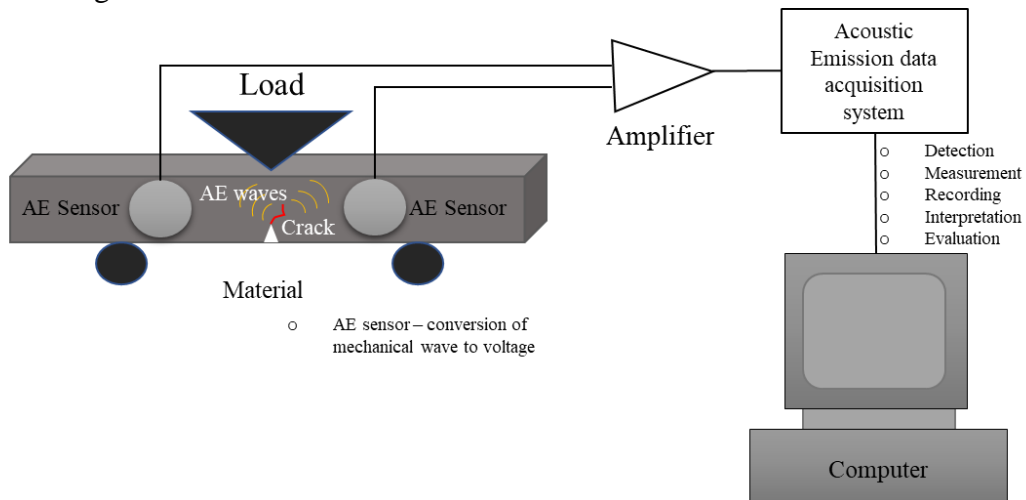 Acoustic
Emission data
acquisition
system
Load
Amplifier
Detection
Measurement
Recording
Interpretation
Evaluation
AE Sensor
AE waves
AE Sensor
Crack
Material
AE sensor – conversion of
mechanical wave to voltage
Computer